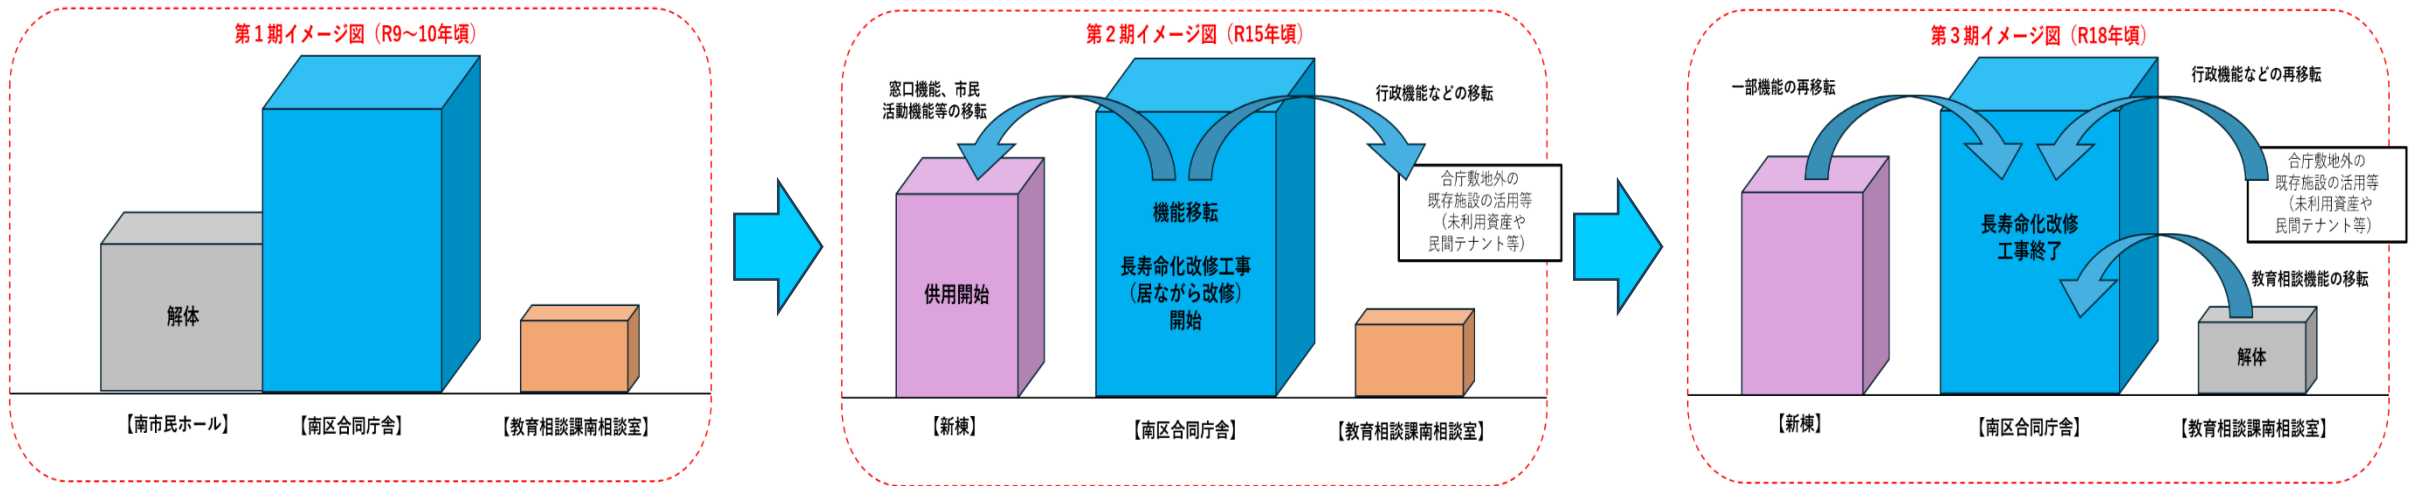 第１期イメージ図（R9～10年頃）
解体
【南市民ホール】
【南区合同庁舎】
【教育相談課南相談室】
第２期イメージ図（R15年頃）
窓口機能、市民
活動機能等の移転
行政機能などの移転
合庁敷地外の
既存施設の活用等
（未利用資産や
民間テナント等）
機能移転
長寿命化改修工事
（居ながら改修）
開始
供用開始
【新棟】
【南区合同庁舎】
【教育相談課南相談室】
第３期イメージ図（R18年頃）
一部機能の再移転
行政機能などの再移転
合庁敷地外の
既存施設の活用等
（未利用資産や
民間テナント等）
長寿命化改修
工事終了
教育相談機能の移転
解体
【新棟】
【南区合同庁舎】
【教育相談課南相談室】